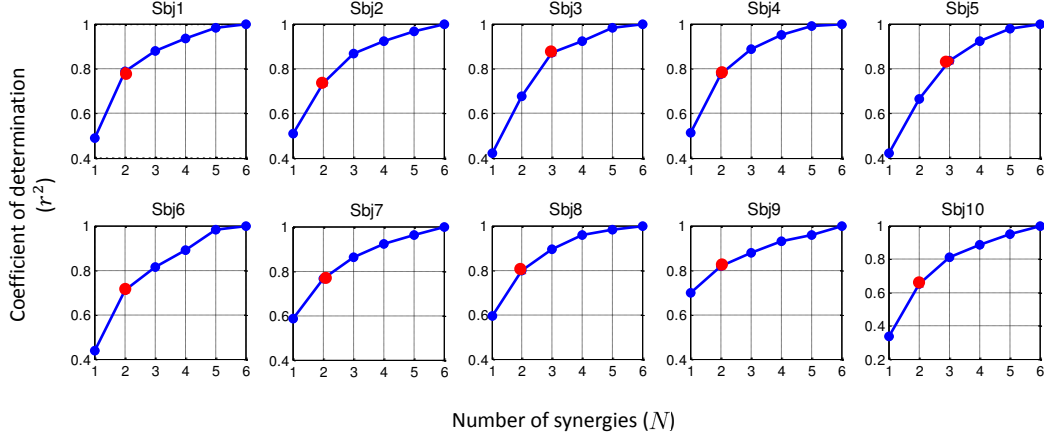 Sbj1 Sbj2 Sbj3 Sbj4 Sbj5
1 1 1 1 1
0.8 0.8 0.8 0.8 0.8
0.6 0.6 0.6 0.6 0.6
0.4 0.4 0.4 0.4 0.4
1 2 3 4 5 6 1 2 3 4 5 6 1 2 3 4 5 6 1 2 3 4 5 6 1 2 3 4 5 6
Coefficient of determination
(r²)
Sbj6 Sbj7 Sbj8 Sbj9 Sbj10
1 1 1 1 1
0.8 0.8 0.8 0.8 0.8
0.6 0.6 0.6 0.6 0.6
0.4
0.4 0.4 0.4 0.4 0.2
1 2 3 4 5 6 1 2 3 4 5 6 1 2 3 4 5 6 1 2 3 4 5 6 1 2 3 4 5 6
Number of synergies (N)